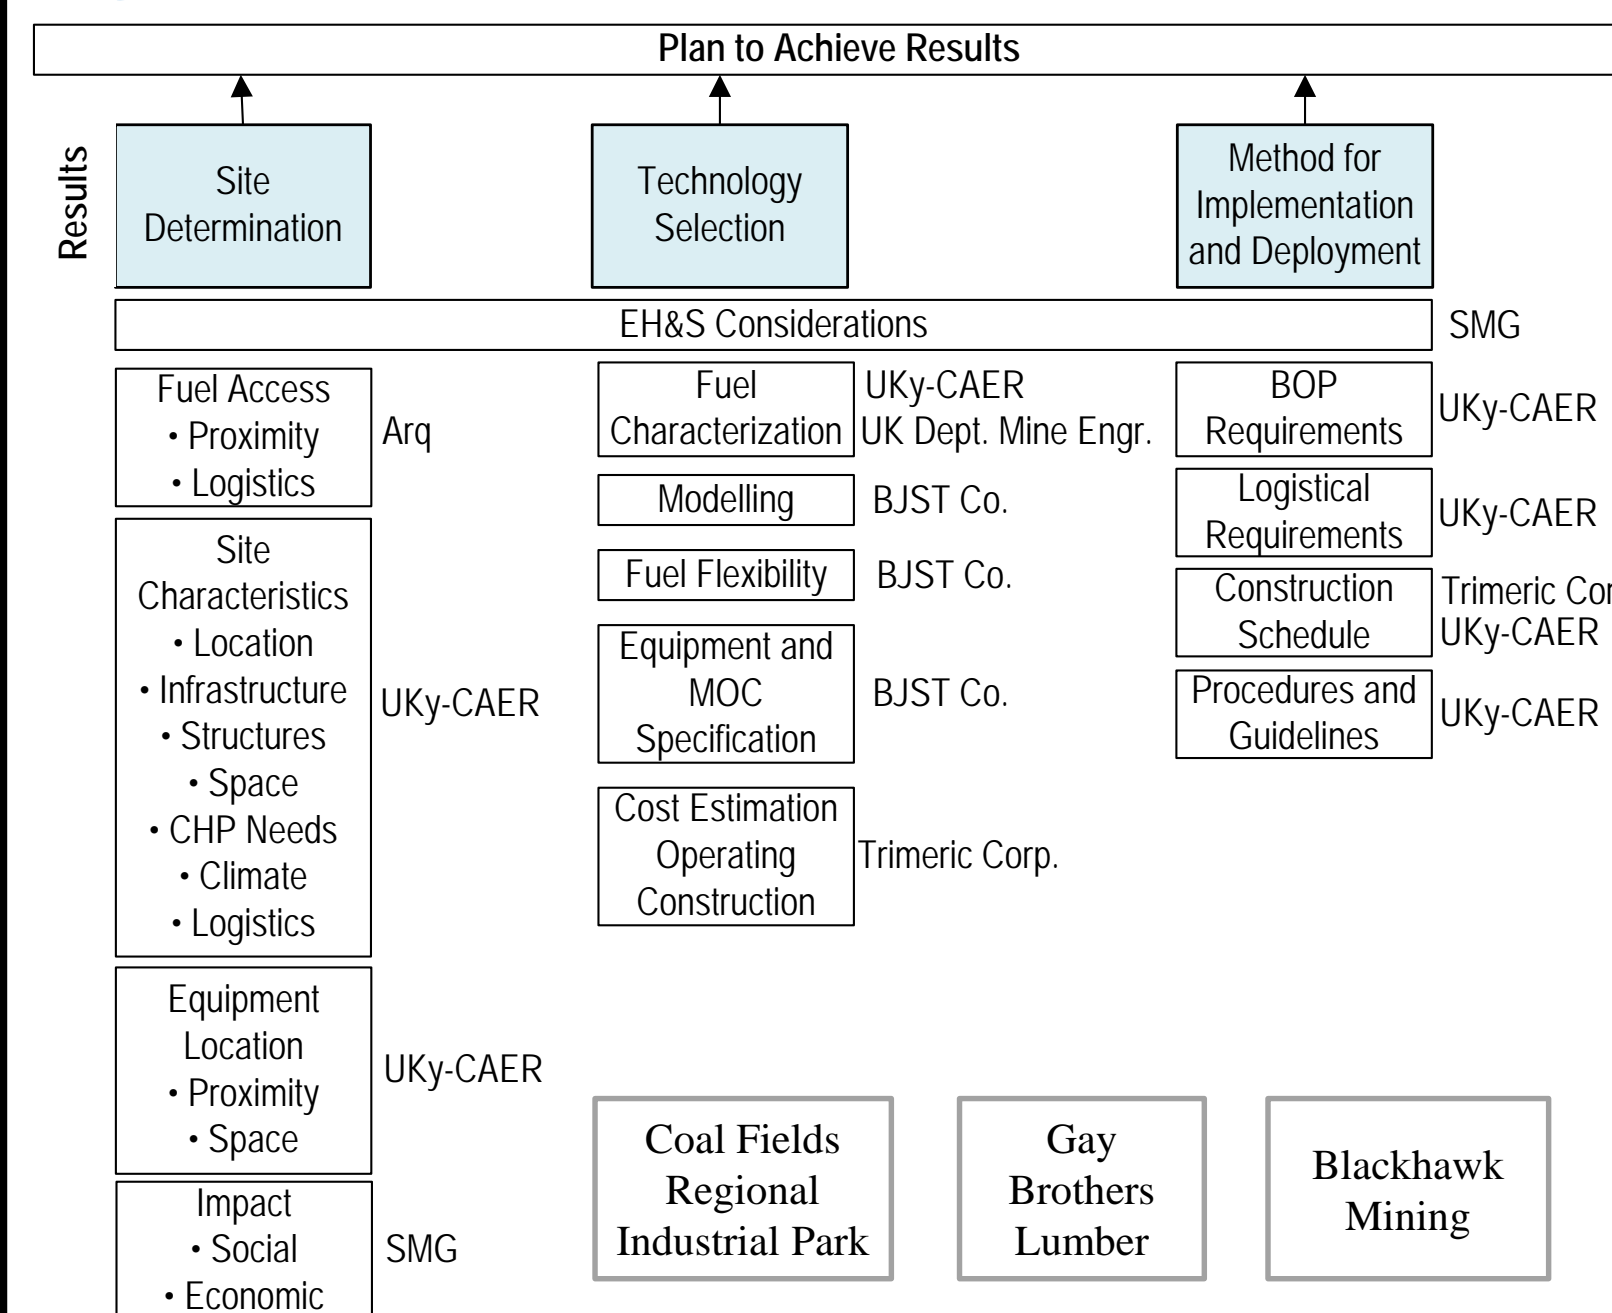 Plan to Achieve Results
Results
Site
Determination
Technology
Selection
Method for
Implementation
and Deployment
EH&S Considerations
SMG
Fuel Access
• Proximity
• Logistics
Arq
Site
Characteristics
• Location
• Infrastructure
• Structures
• Space
• CHP Needs
• Climate
• Logistics
UKy-CAER
Equipment
Location
• Proximity
• Space
UKy-CAER
Impact
• Social
• Economic
SMG
Fuel
Characterization
UKy-CAER
UK Dept. Mine Engr.
Modelling
BJST Co.
Fuel Flexibility
BJST Co.
Equipment and
MOC
Specification
BJST Co.
Cost Estimation
Operating
Construction
Trimeric Corp.
BOP
Requirements
UKy-CAER
Logistical
Requirements
UKy-CAER
Construction
Schedule
Trimeric
UKy-CAER
Procedures and
Guidelines
UKy-CAER
Coal Fields
Regional
Industrial Park
Gay
Brothers
Lumber
Blackhawk
Mining